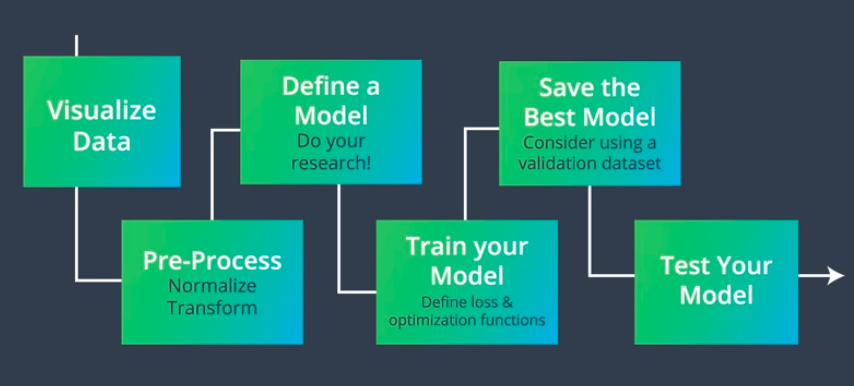 Visualize
Data
Pre-Process
Normalize
Transform
Define a
Model
Do your
research!
Train your
Model
Define loss &
optimization functions
Save the
Best Model
Consider using a
validation dataset
Test Your
Model